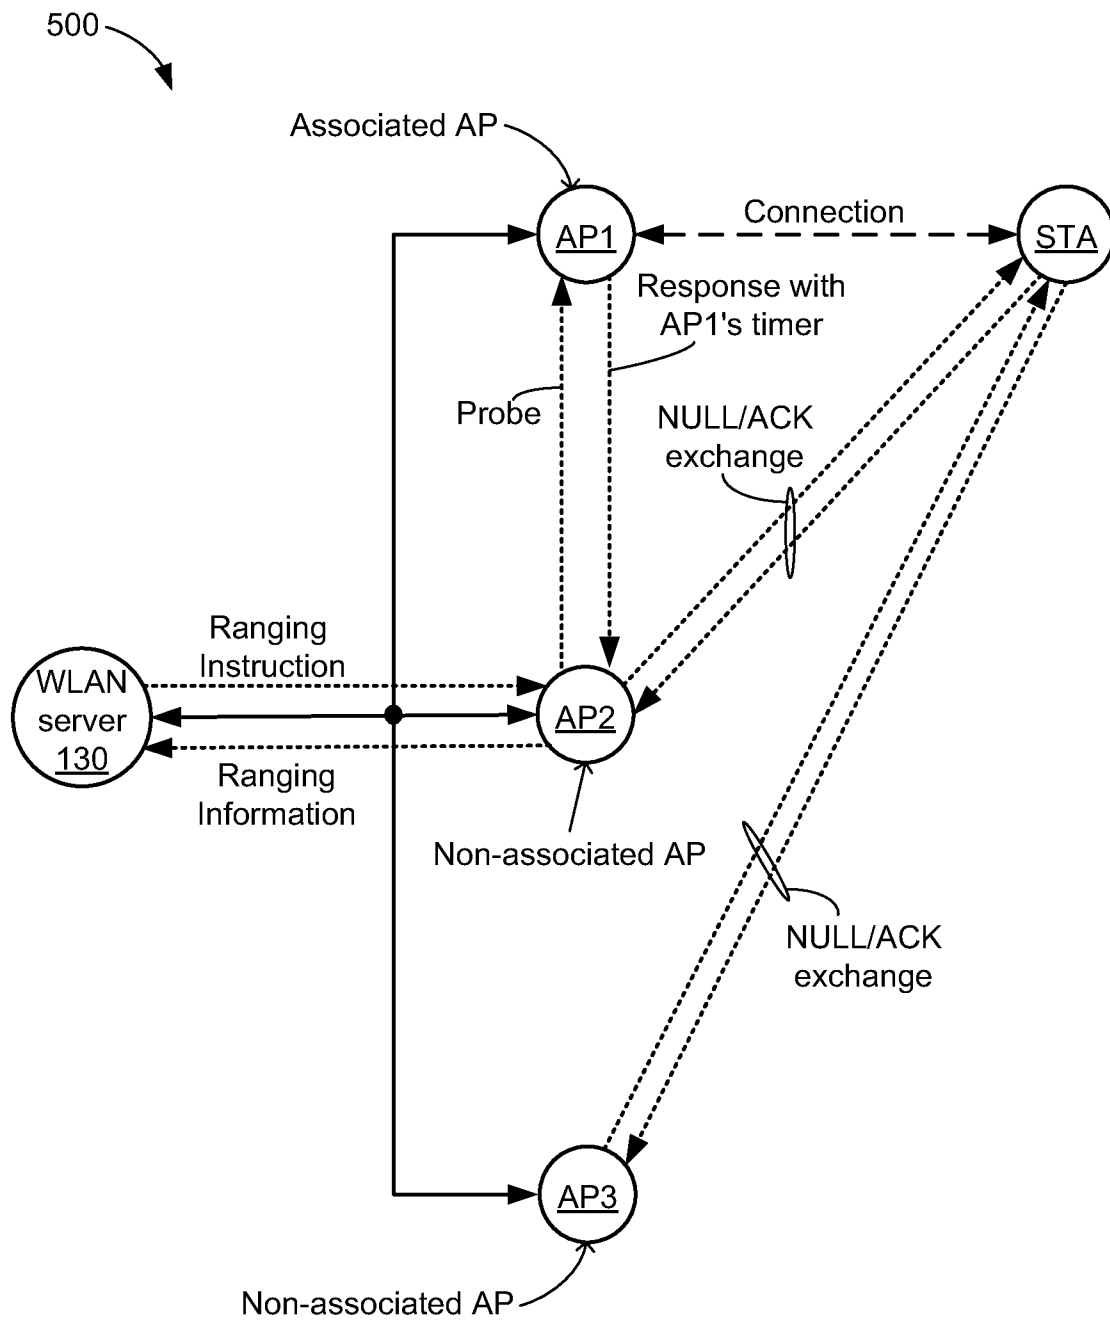 500
Associated AP
AP1
Connection
STA
Response with
AP1's timer
Probe
NULL/ACK
exchange
Ranging
Instruction
WLAN
server
130
AP2
Ranging
Information
Non-associated AP
NULL/ACK
exchange
AP3
Non-associated AP